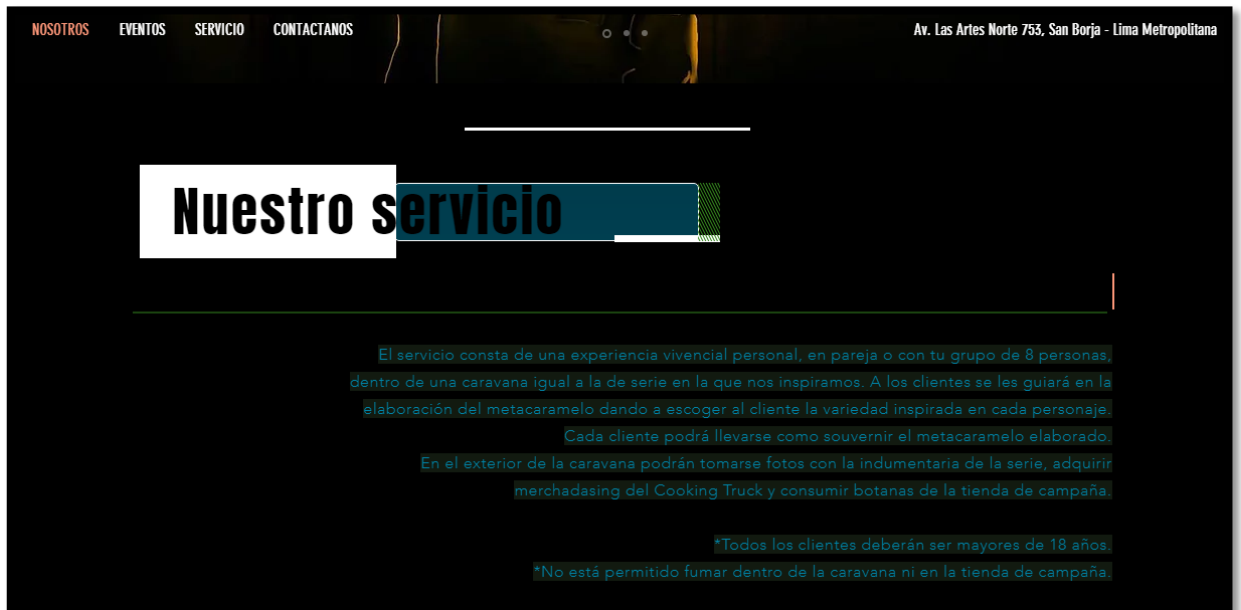 NOSOTROS EVENTOS SERVICIO CONTACTANOS Av. Las Artes Norte 753, San Borja - Lima Metropolitana
Nuestro servicio
El servicio consta de una experiencia vivencial personal, en pareja o con tu grupo de 8 personas,
dentro de una caravana igual a la de serie en la que nos inspiramos. A los clientes se les guiará en la
elaboración del metacaramelo dando a escoger al cliente la variedad inspirada en cada personaje.
Cada cliente podrá llevarse como souvernir el metacaramelo elaborado.
En el exterior de la caravana podrán tomarse fotos con la indumentaria de la serie, adquirir
merchadasing del Cooking Truck y consumir botanas de la tienda de campaña.
*Todos los clientes deberán ser mayores de 18 años.
*No está permitido fumar dentro de la caravana ni en la tienda de campaña.